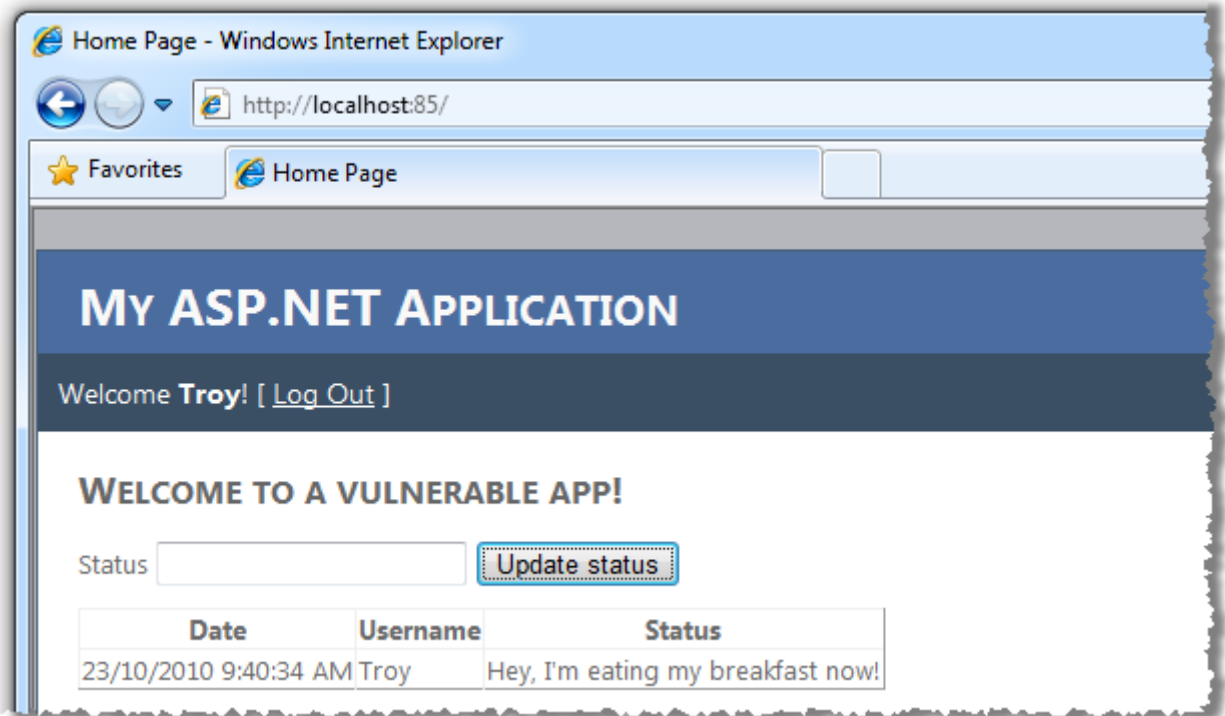 Home Page - Windows Internet Explorer
http://localhost:85/
Favorites Home Page
MY ASP.NET APPLICATION
Welcome Troy! [ Log Out ]
WELCOME TO A VULNERABLE APP!
Status Update status
Date Username Status
23/10/2010 9:40:34 AM Troy Hey, I'm eating my breakfast now!